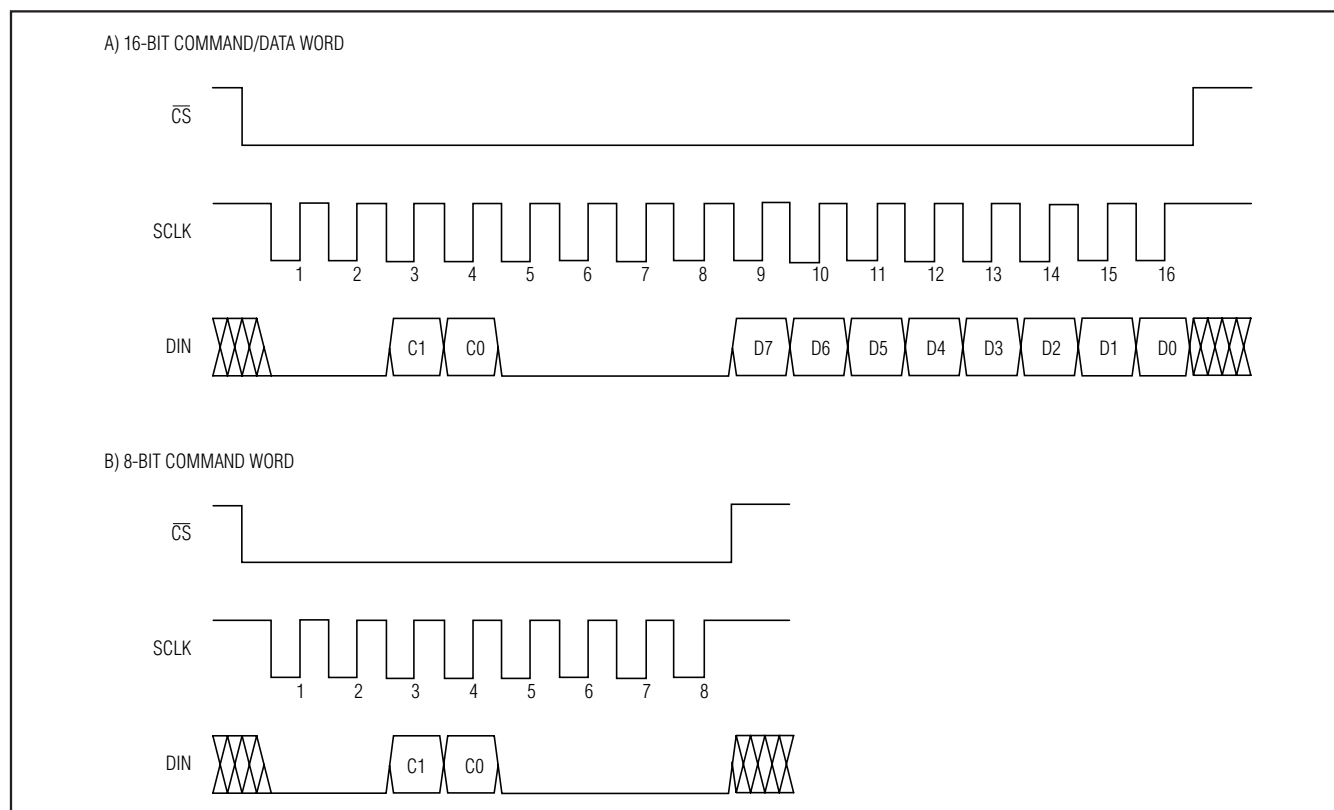 A) 16-BIT COMMAND/DATA WORD
CS
SCLK
1 2 3 4 5 6 7 8 9 10 11 12 13 14 15 16
DIN
C1 C0 D7 D6 D5 D4 D3 D2 D1 D0
B) 8-BIT COMMAND WORD
CS
SCLK
1 2 3 4 5 6 7 8
DIN
C1 C0